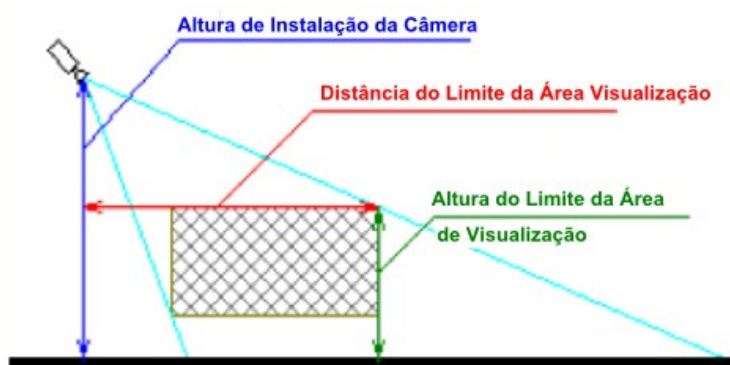 Altura de Instalação da Câmera
Distância do Limite da Área Visualização
Altura do Limite da Área
de Visualização